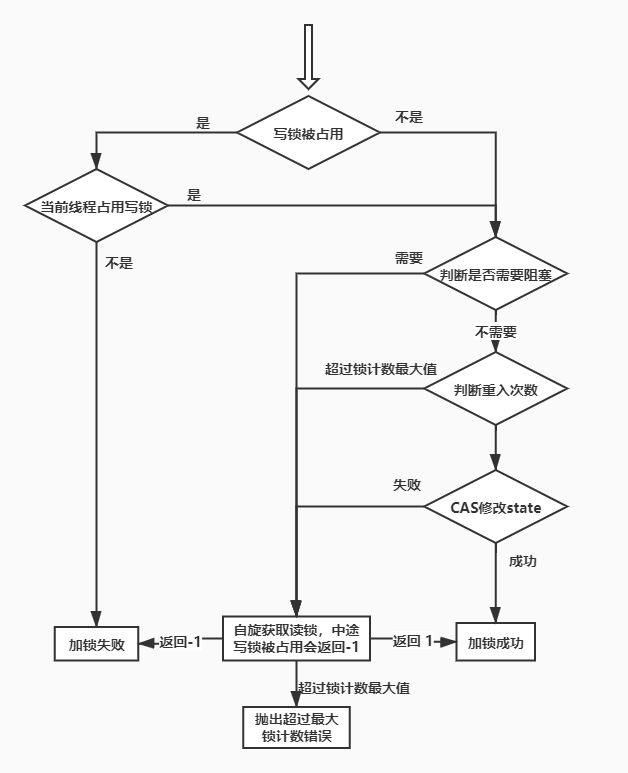 写锁被占用
是
不是
当前线程占用写锁
是
不是
判断是否需要阻塞
需要
不需要
超过锁计数最大值
判断重入次数
失败
CAS修改state
成功
加锁失败
返回-1
自旋获取读锁，中途
写锁被占用会返回-1
返回 1
加锁成功
超过锁计数最大值
抛出超过最大
锁计数错误